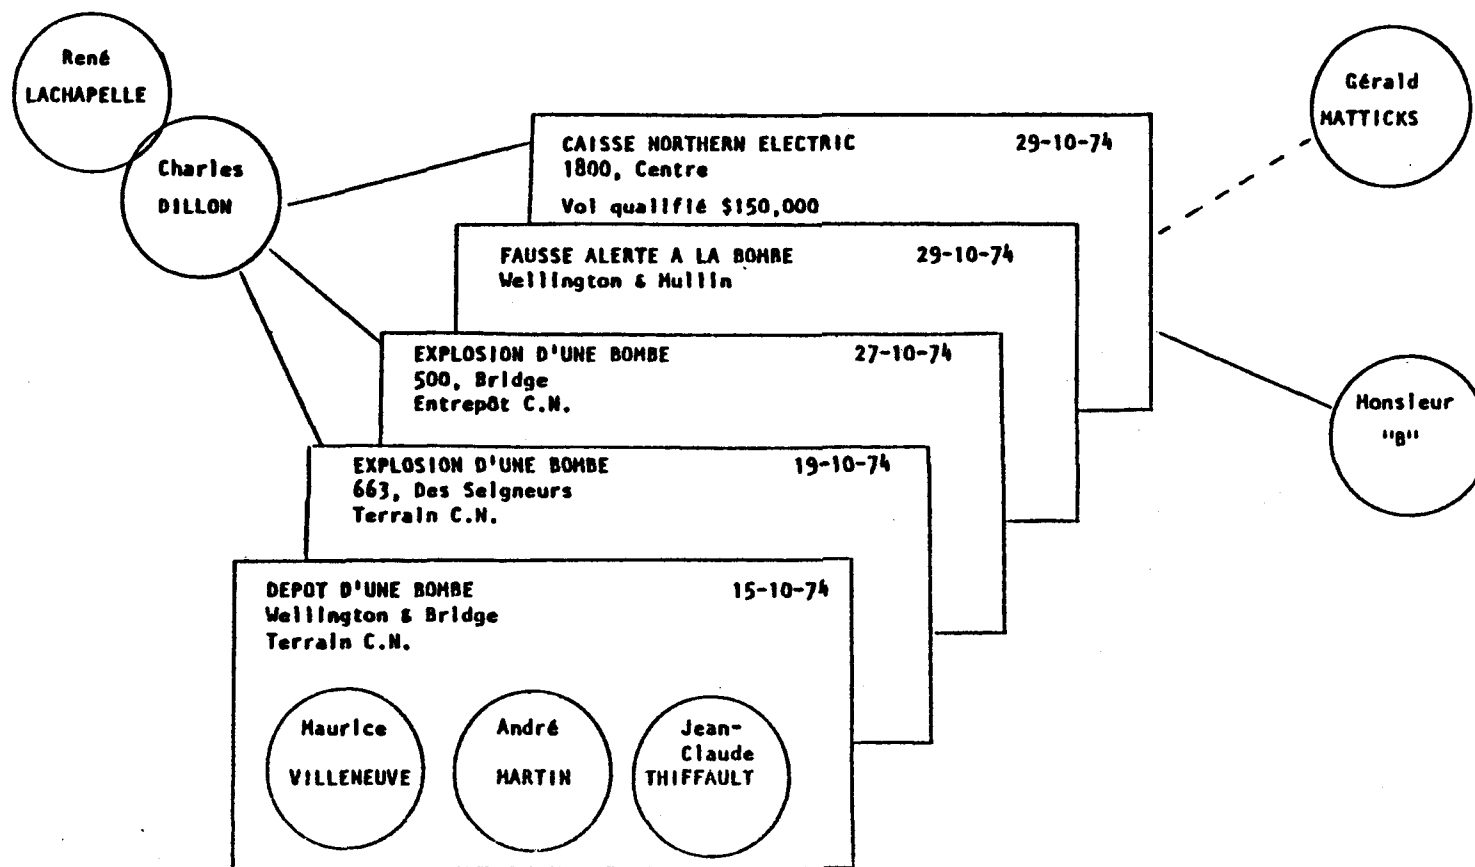 René
LACHAPELLE
Charles
DILLON
CAISSE NORTHERN ELECTRIC 29-10-74
1800, Centre
Vol qualifié $150,000
FAUSSE ALERTE A LA BOMBE 29-10-74
Wellington & Mullin
EXPLOSION D'UNE BOMBE 27-10-74
500, Bridge
Entrepôt C.N.
EXPLOSION D'UNE BOMBE 19-10-74
663, Des Seigneurs
Terrain C.N.
DEPOT D'UNE BOMBE 15-10-74
Wellington & Bridge
Terrain C.N.
Maurice
VILLENEUVE
André
MARTIN
Jean-
Claude
THIFFAULT
Gérald
MATTICKS
Monsieur
"B"